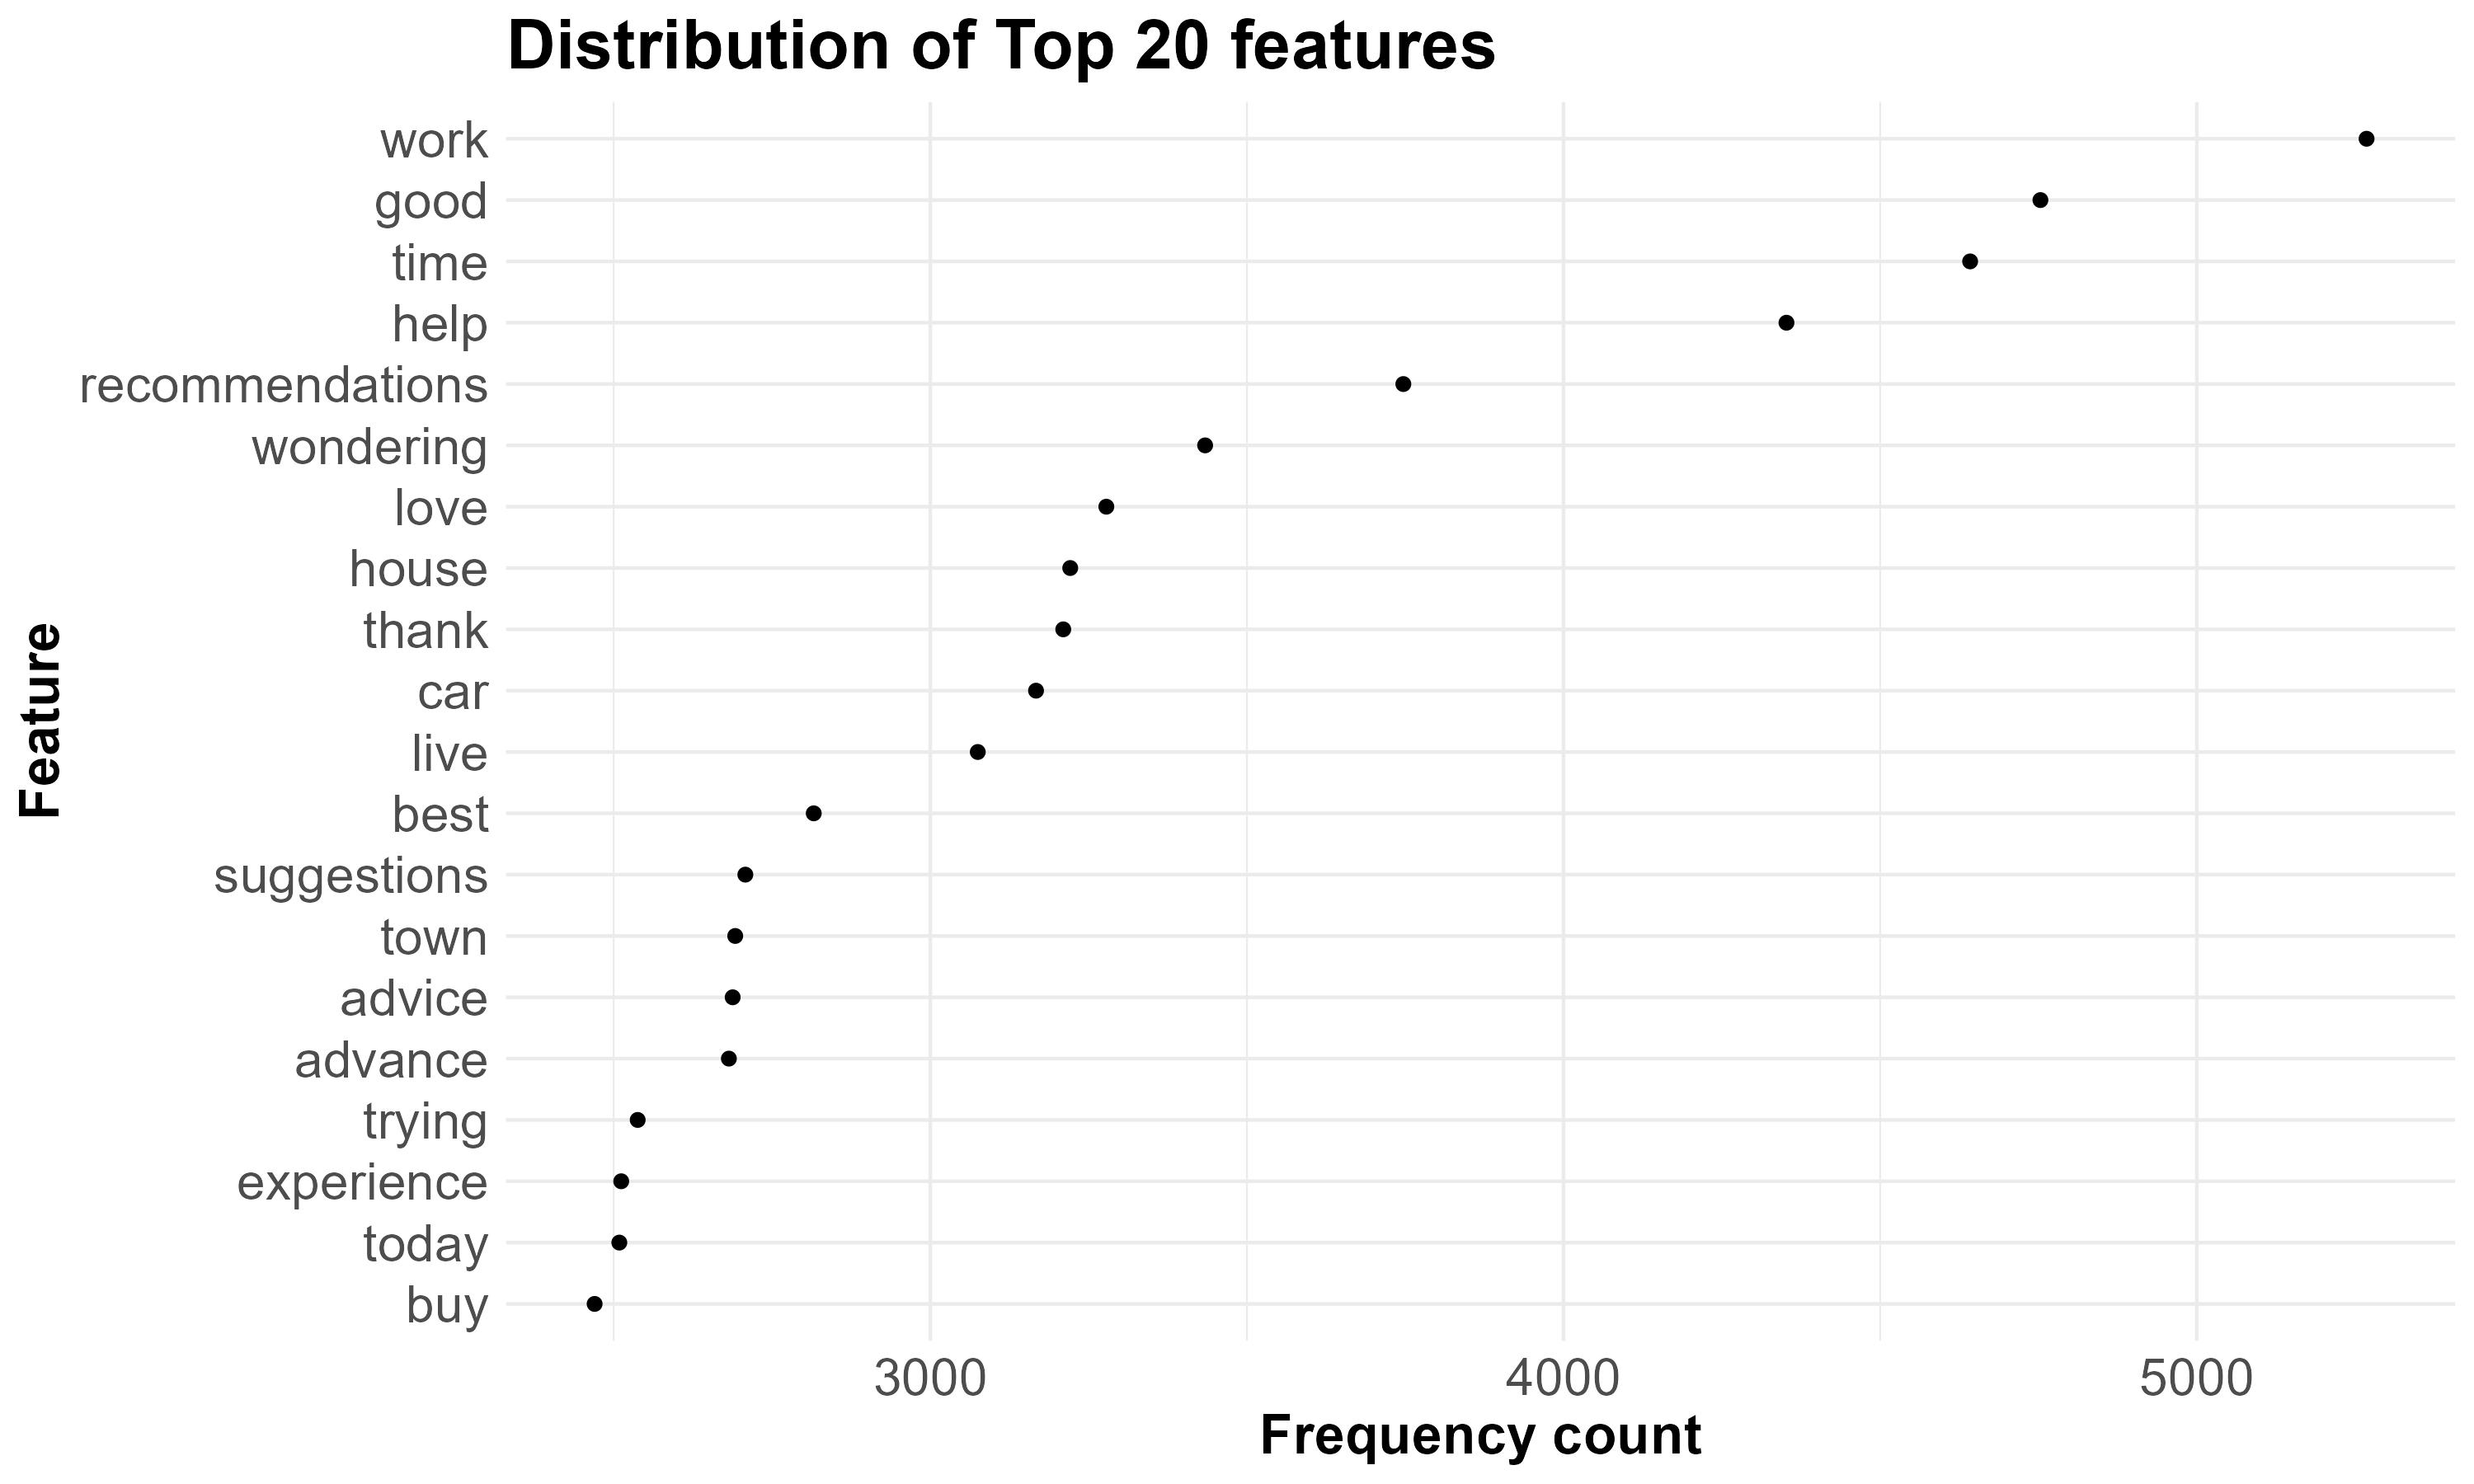 Distribution of Top 20 features
work
good
time
help
recommendations
wondering
love
house
thank
car
live
best
suggestions
town
advice
advance
trying
experience
today
buy
Feature
3000 4000 5000
Frequency count